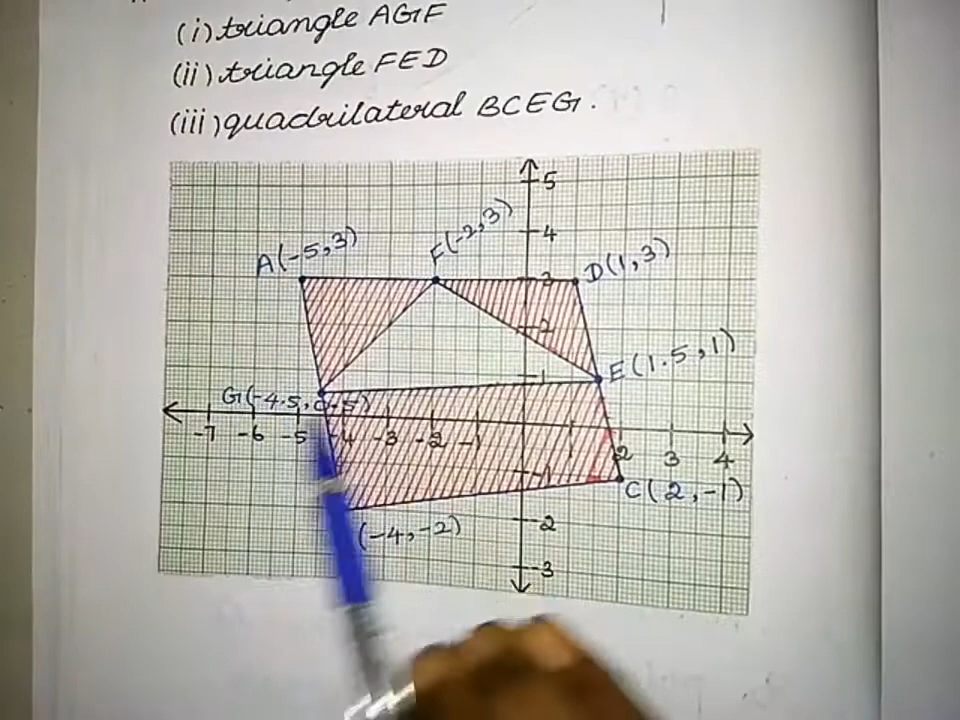 (i) triangle AGF
(ii) triangle FED
(iii) quadrilateral BCEG.
5
F(-2,3)
4
A(-5,3)
3
D(1,3)
2
1
E(1.5,1)
G(-4.5,0.5)
-7 -6 -5 -4 -3 -2 -1 2 3 4
-1
C(2,-1)
(-4,-2)
-2
-3